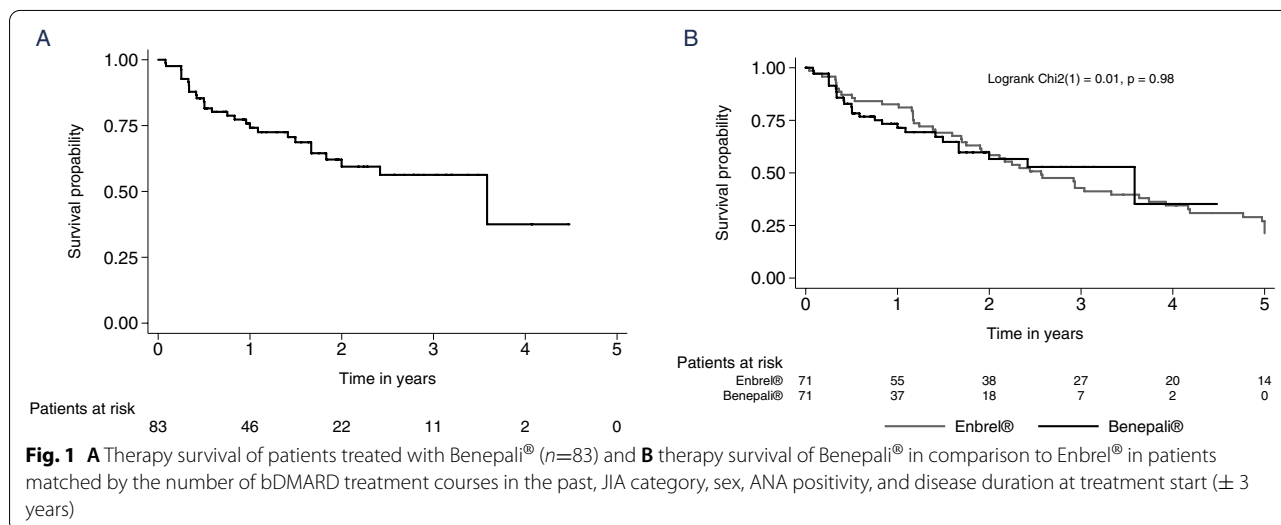 A
1.00
0.75
0.50
0.25
0.00
Survival propability
0 1 2 3 4 5
Time in years
Patients at risk
83 46 22 11 2 0
B
1.00
0.75
0.50
0.25
0.00
Survival propability
Logrank Chi2(1) = 0.01, p = 0.98
0 1 2 3 4 5
Time in years
Patients at risk
Enbrel® 71 55 38 27 20 14
Benepali® 71 37 18 7 2 0
Enbrel® Benepali®
Fig. 1 A Therapy survival of patients treated with Benepali® (n=83) and B therapy survival of Benepali® in comparison to Enbrel® in patients
matched by the number of bDMARD treatment courses in the past, JIA category, sex, ANA positivity, and disease duration at treatment start (± 3
years)